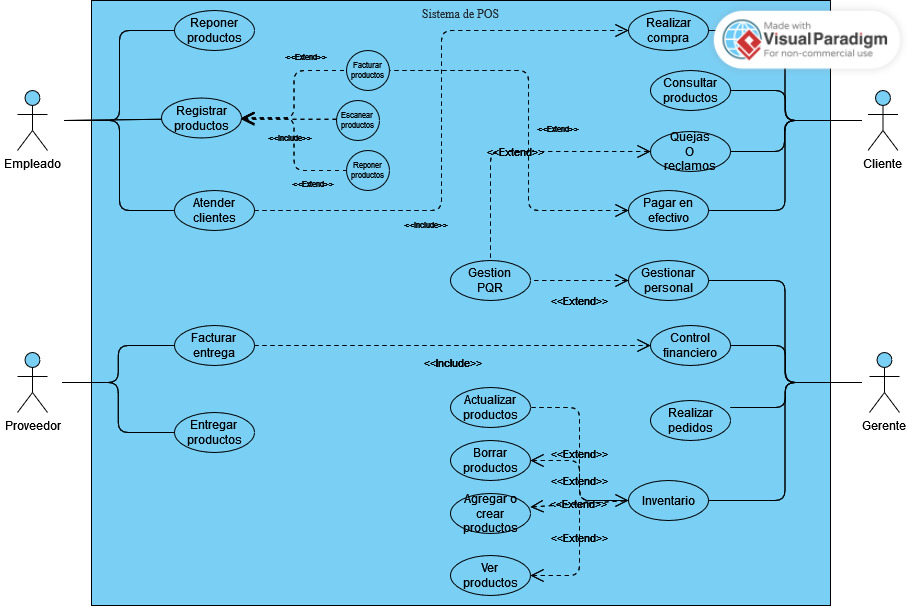 Sistema de POS
Made with
Visual Paradigm
For non-commercial use
Reponer
productos
Realizar
compra
<<Extend>>
Facturar
productos
Consultar
productos
Empleado
Registrar
productos
Escanear
productos
<<Extend>>
<<Include>>
Cliente
<<Extend>>
Quejas
O
reclamos
Reponer
productos
<<Extend>>
Atender
clientes
Pagar en
efectivo
<<Include>>
Gestion
PQR
Gestionar
personal
<<Extend>>
Facturar
entrega
Control
financiero
<<Include>>
Proveedor
Gerente
Actualizar
productos
Realizar
pedidos
Entregar
productos
<<Extend>>
Borrar
productos
<<Extend>>
Agregar o
crear
productos
<<Extend>>
Inventario
<<Extend>>
Ver
productos